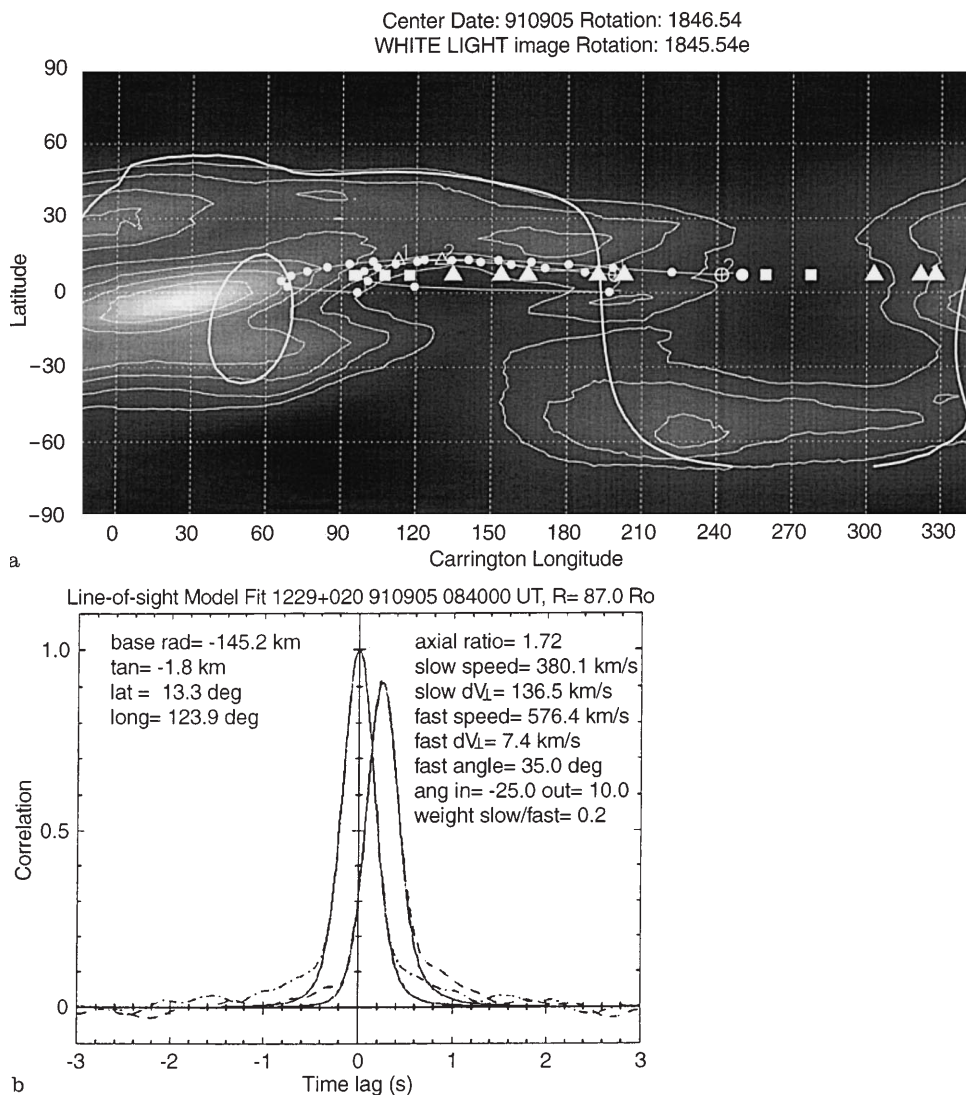 Center Date: 910905 Rotation: 1846.54
WHITE LIGHT image Rotation: 1845.54e
90
60
30
0
−30
−60
−90
Latitude
1
2
2
0
30
60
90
120
150
180
210
240
270
300
330
Carrington Longitude
a
Line-of-sight Model Fit 1229+020 910905 084000 UT, R= 87.0 Ro
base rad= -145.2 km
tan= -1.8 km
lat = 13.3 deg
long= 123.9 deg
axial ratio= 1.72
slow speed= 380.1 km/s
slow dV⊥= 136.5 km/s
fast speed= 576.4 km/s
fast dV⊥= 7.4 km/s
fast angle= 35.0 deg
ang in= -25.0 out= 10.0
weight slow/fast= 0.2
1.0
0.5
0
Correlation
-3
-2
-1
0
1
2
3
Time lag (s)
b